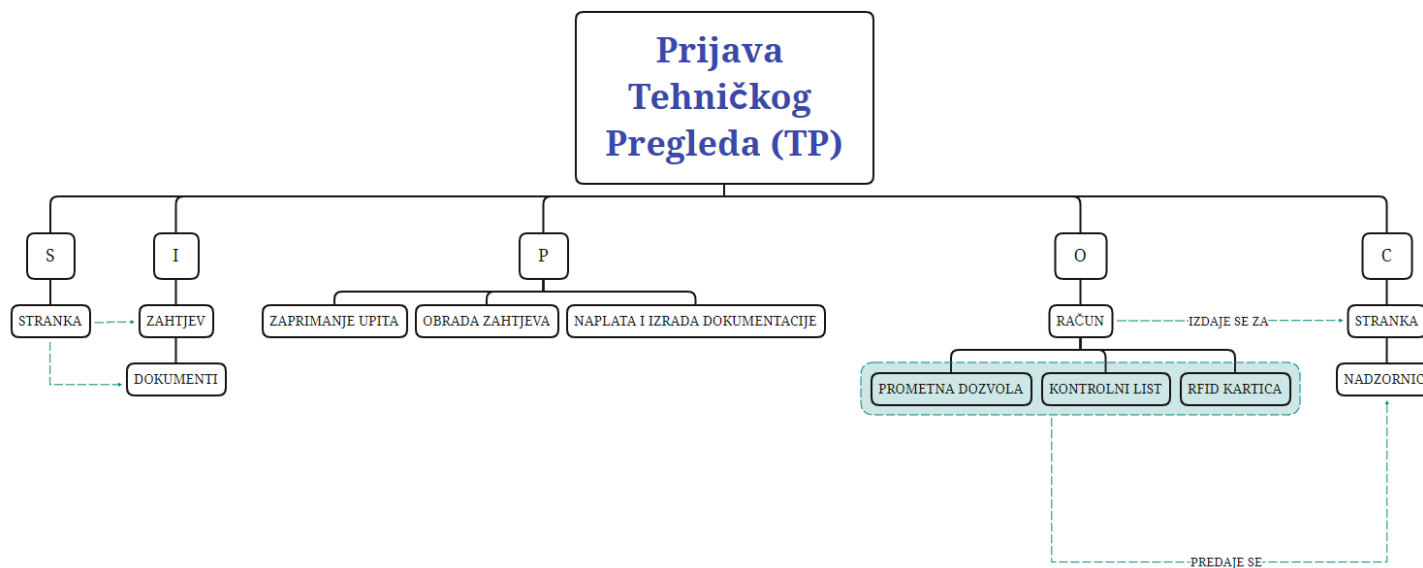 Prijava
Tehničkog
Pregleda (TP)
S
I
P
O
C
STRANKA
ZAHTJEV
ZAPRIMANJE UPITA
OBRADA ZAHTJEVA
NAPLATA I IZRADA DOKUMENTACIJE
RAČUN
IZDAJE SE ZA
STRANKA
DOKUMENTI
PROMETNA DOZVOLA
KONTROLNI LIST
RFID KARTICA
NADZORNIC
PREDAJE SE